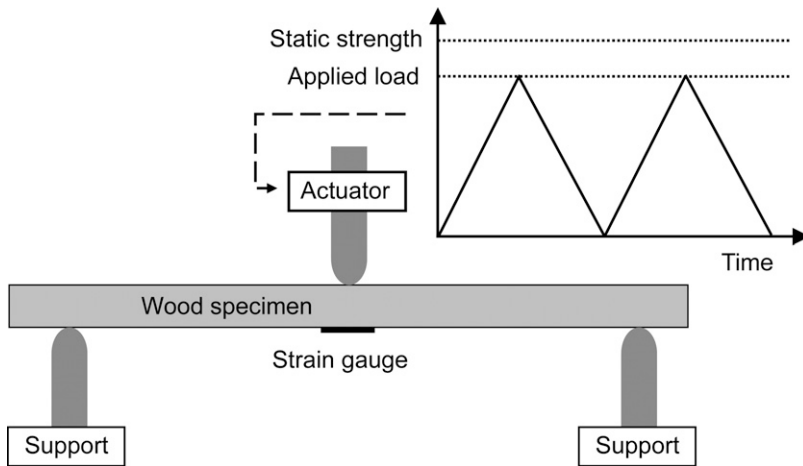 Static strength
Applied load
Actuator
Time
Wood specimen
Strain gauge
Support
Support